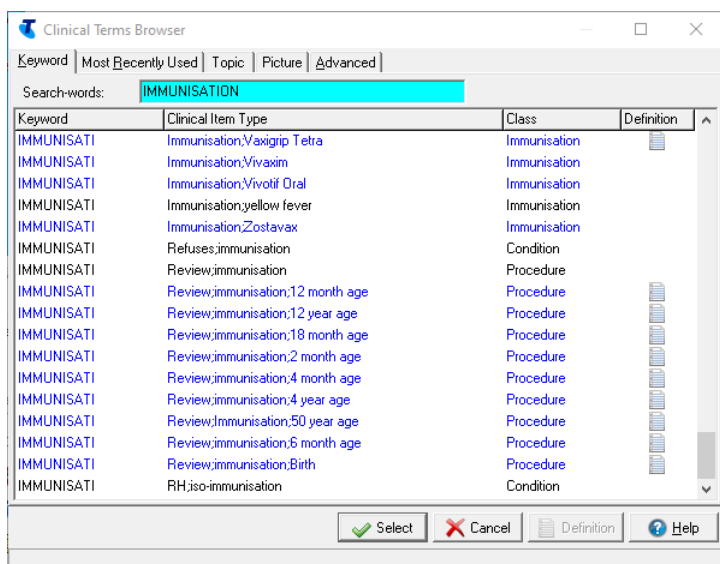 Clinical Terms Browser
Keyword Most Recently Used Topic Picture Advanced
Search-words: IMMUNISATION
Keyword Clinical Item Type Class Definition
IMMUNISATI Immunisation;Vaxigrip Tetra Immunisation
IMMUNISATI Immunisation;Vivaxim Immunisation
IMMUNISATI Immunisation;Vivotif Oral Immunisation
IMMUNISATI Immunisation;yellow fever Immunisation
IMMUNISATI Immunisation;Zostavax Immunisation
IMMUNISATI Refuses;immunisation Condition
IMMUNISATI Review;immunisation Procedure
IMMUNISATI Review;immunisation;12 month age Procedure
IMMUNISATI Review;immunisation;12 year age Procedure
IMMUNISATI Review;immunisation;18 month age Procedure
IMMUNISATI Review;immunisation;2 month age Procedure
IMMUNISATI Review;immunisation;4 month age Procedure
IMMUNISATI Review;immunisation;4 year age Procedure
IMMUNISATI Review;Immunisation;50 year age Procedure
IMMUNISATI Review;immunisation;6 month age Procedure
IMMUNISATI Review;immunisation;Birth Procedure
IMMUNISATI RH;iso-immunisation Condition
Select Cancel Definition Help